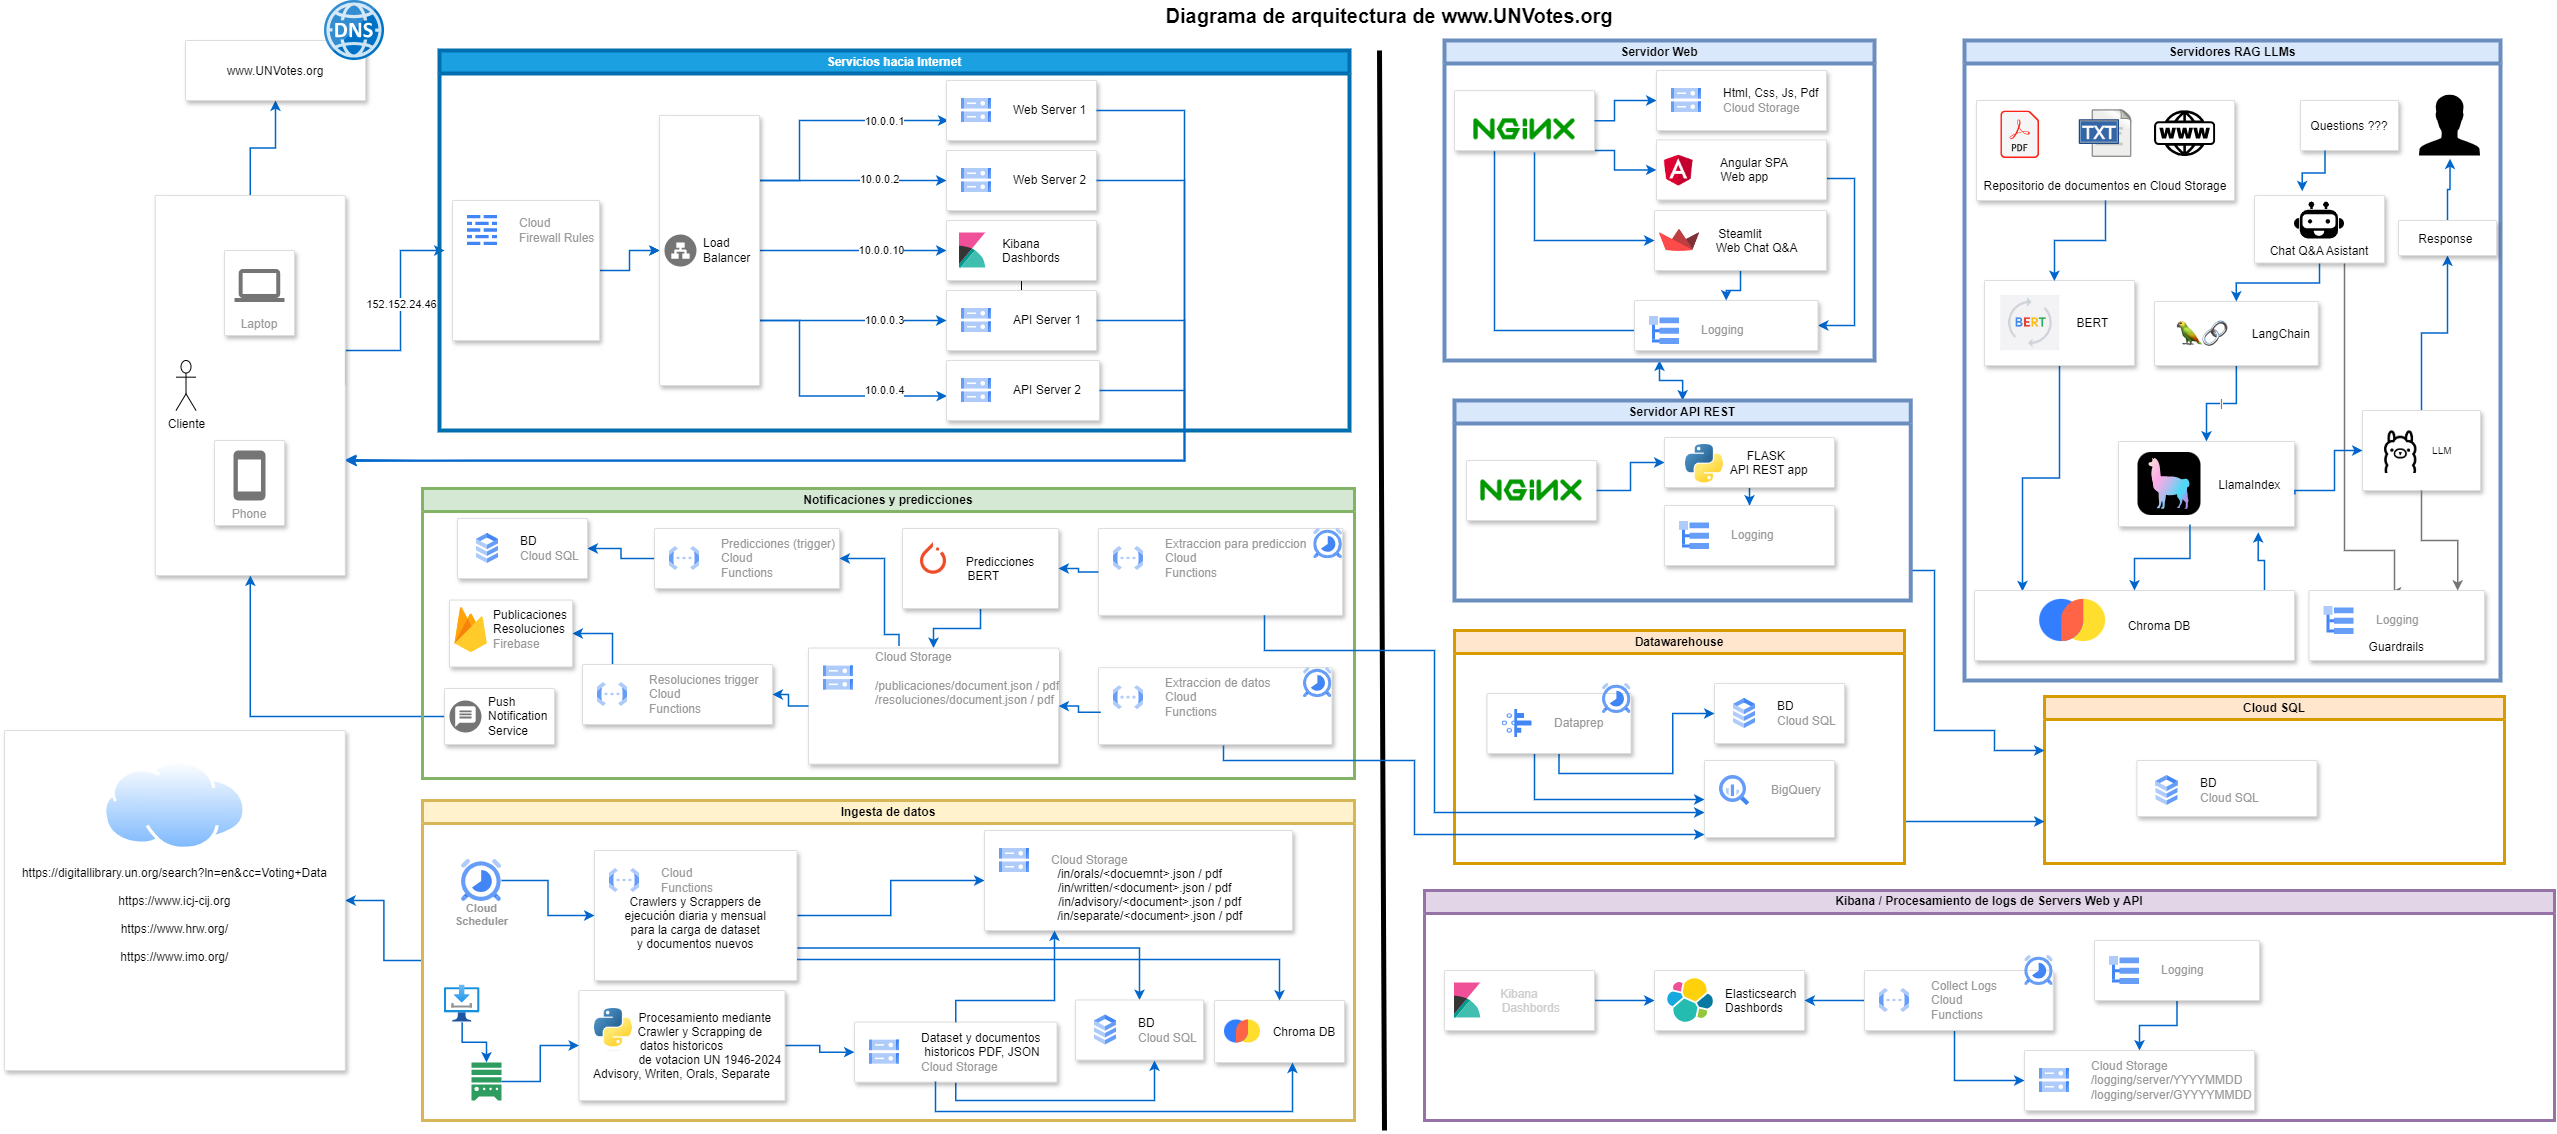 Diagrama de arquitectura de www.UNVotes.org
DNS
www.UNVotes.org
Laptop
Cliente
Phone
152.152.24.46
Servicios hacia Internet
Cloud
Firewall Rules
Load
Balancer
10.0.0.1
10.0.0.2
10.0.0.10
10.0.0.3
10.0.0.4
Web Server 1
Web Server 2
Kibana
Dashbords
API Server 1
API Server 2
Notificaciones y predicciones
BD
Cloud SQL
Predicciones (trigger)
Cloud
Functions
Predicciones
BERT
Extraccion para prediccion
Cloud
Functions
Publicaciones
Resoluciones
Firebase
Resoluciones trigger
Cloud
Functions
Cloud Storage
/publicaciones/document.json / pdf
/resoluciones/document.json / pdf
Extraccion de datos
Cloud
Functions
Push
Notification
Service
https://digitallibrary.un.org/search?ln=en&cc=Voting+Data
https://www.icj-cij.org
https://www.hrw.org/
https://www.imo.org/
Ingesta de datos
Cloud
Scheduler
Cloud
Functions
Crawlers y Scrappers de
ejecución diaria y mensual
para la carga de dataset
y documentos nuevos
Cloud Storage
/in/orals/<docuemnt>.json / pdf
/in/written/<document>.json / pdf
/in/advisory/<document>.json / pdf
/in/separate/<document>.json / pdf
Procesamiento mediante
Crawler y Scrapping de
datos historicos
de votacion UN 1946-2024
Advisory, Writen, Orals, Separate
Dataset y documentos
historicos PDF, JSON
Cloud Storage
BD
Cloud SQL
Chroma DB
Servidor Web
NGINX
Html, Css, Js, Pdf
Cloud Storage
Angular SPA
Web app
Steamlit
Web Chat Q&A
Logging
Servidor API REST
NGINX
FLASK
API REST app
Logging
Datawarehouse
Dataprep
BD
Cloud SQL
BigQuery
Servidores RAG LLMs
PDF
TXT
WWW
Repositorio de documentos en Cloud Storage
Questions ???
Chat Q&A Asistant
Response
BERT
BERT
LangChain
LlamaIndex
LLM
Chroma DB
Logging
Guardrails
Cloud SQL
BD
Cloud SQL
Kibana / Procesamiento de logs de Servers Web y API
Kibana
Dashbords
Elasticsearch
Dashbords
Collect Logs
Cloud
Functions
Logging
Cloud Storage
/logging/server/YYYYMMDD
/logging/server/GYYYYMMDD